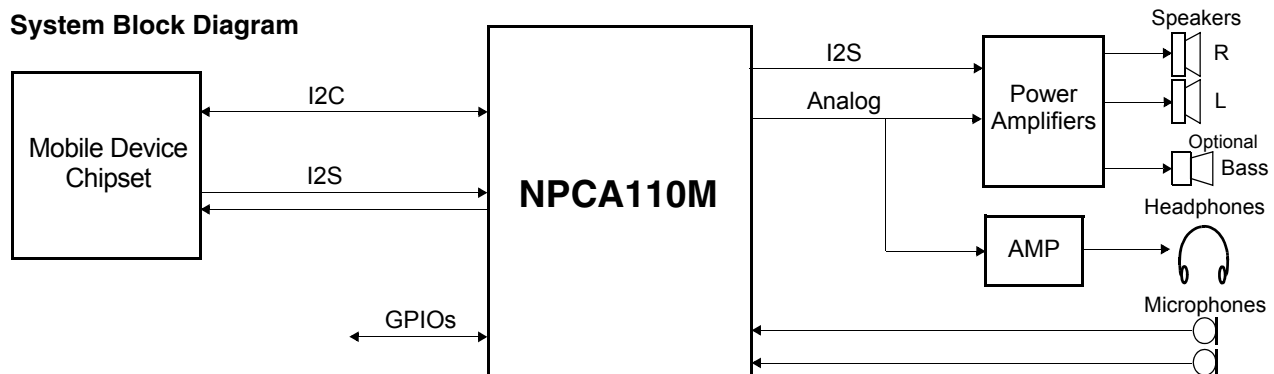 System Block Diagram
Mobile Device
Chipset
I2C
I2S
GPIOs
NPCA110M
I2S
Analog
Power
Amplifiers
AMP
Speakers
R
L
Optional
Bass
Headphones
Microphones